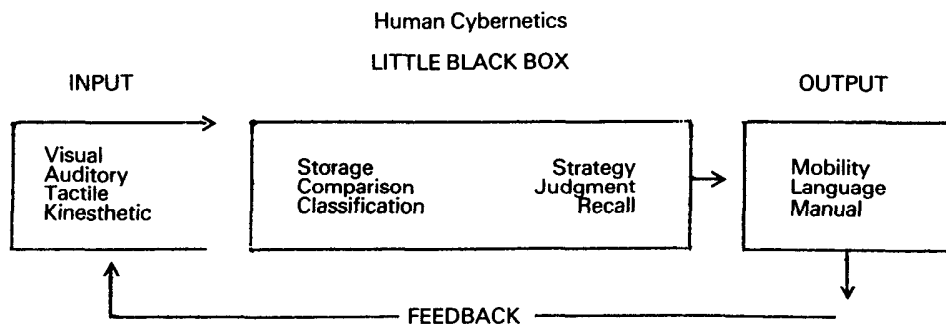 Human Cybernetics
LITTLE BLACK BOX
INPUT
OUTPUT
Visual
Auditory
Tactile
Kinesthetic
Storage
Comparison
Classification
Strategy
Judgment
Recall
Mobility
Language
Manual
FEEDBACK